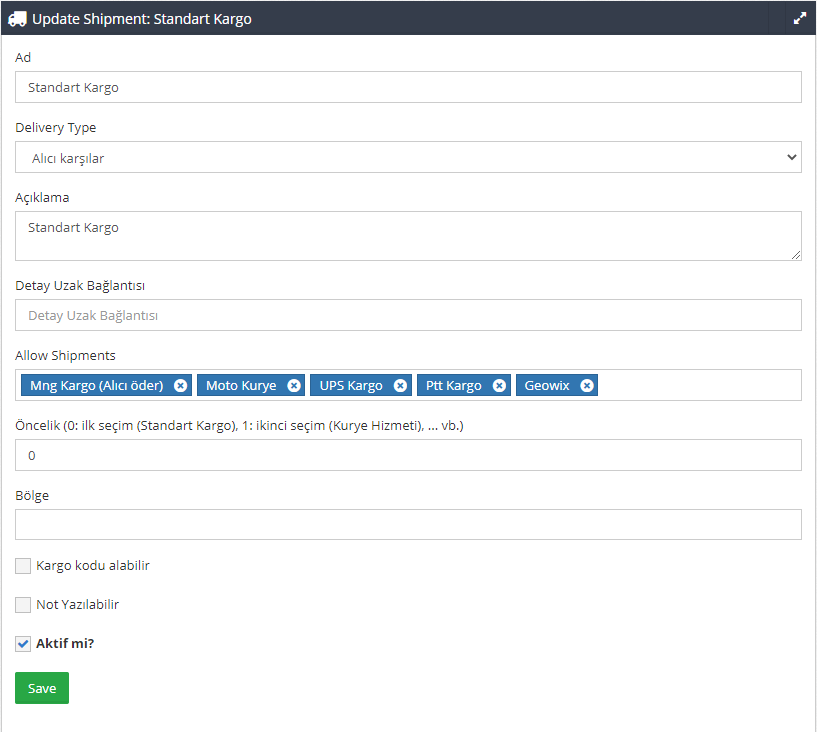 Update Shipment: Standart Kargo
Ad
Standart Kargo
Delivery Type
Alıcı karşılar
Açıklama
Standart Kargo
Detay Uzak Bağlantısı
Detay Uzak Bağlantısı
Allow Shipments
Mng Kargo (Alıcı öder) Moto Kurye UPS Kargo Ptt Kargo Geowix
Öncelik (0: ilk seçim (Standart Kargo), 1: ikinci seçim (Kurye Hizmeti), ... vb.)
0
Bölge
Kargo kodu alabilir
Not Yazılabilir
Aktif mi?
Save